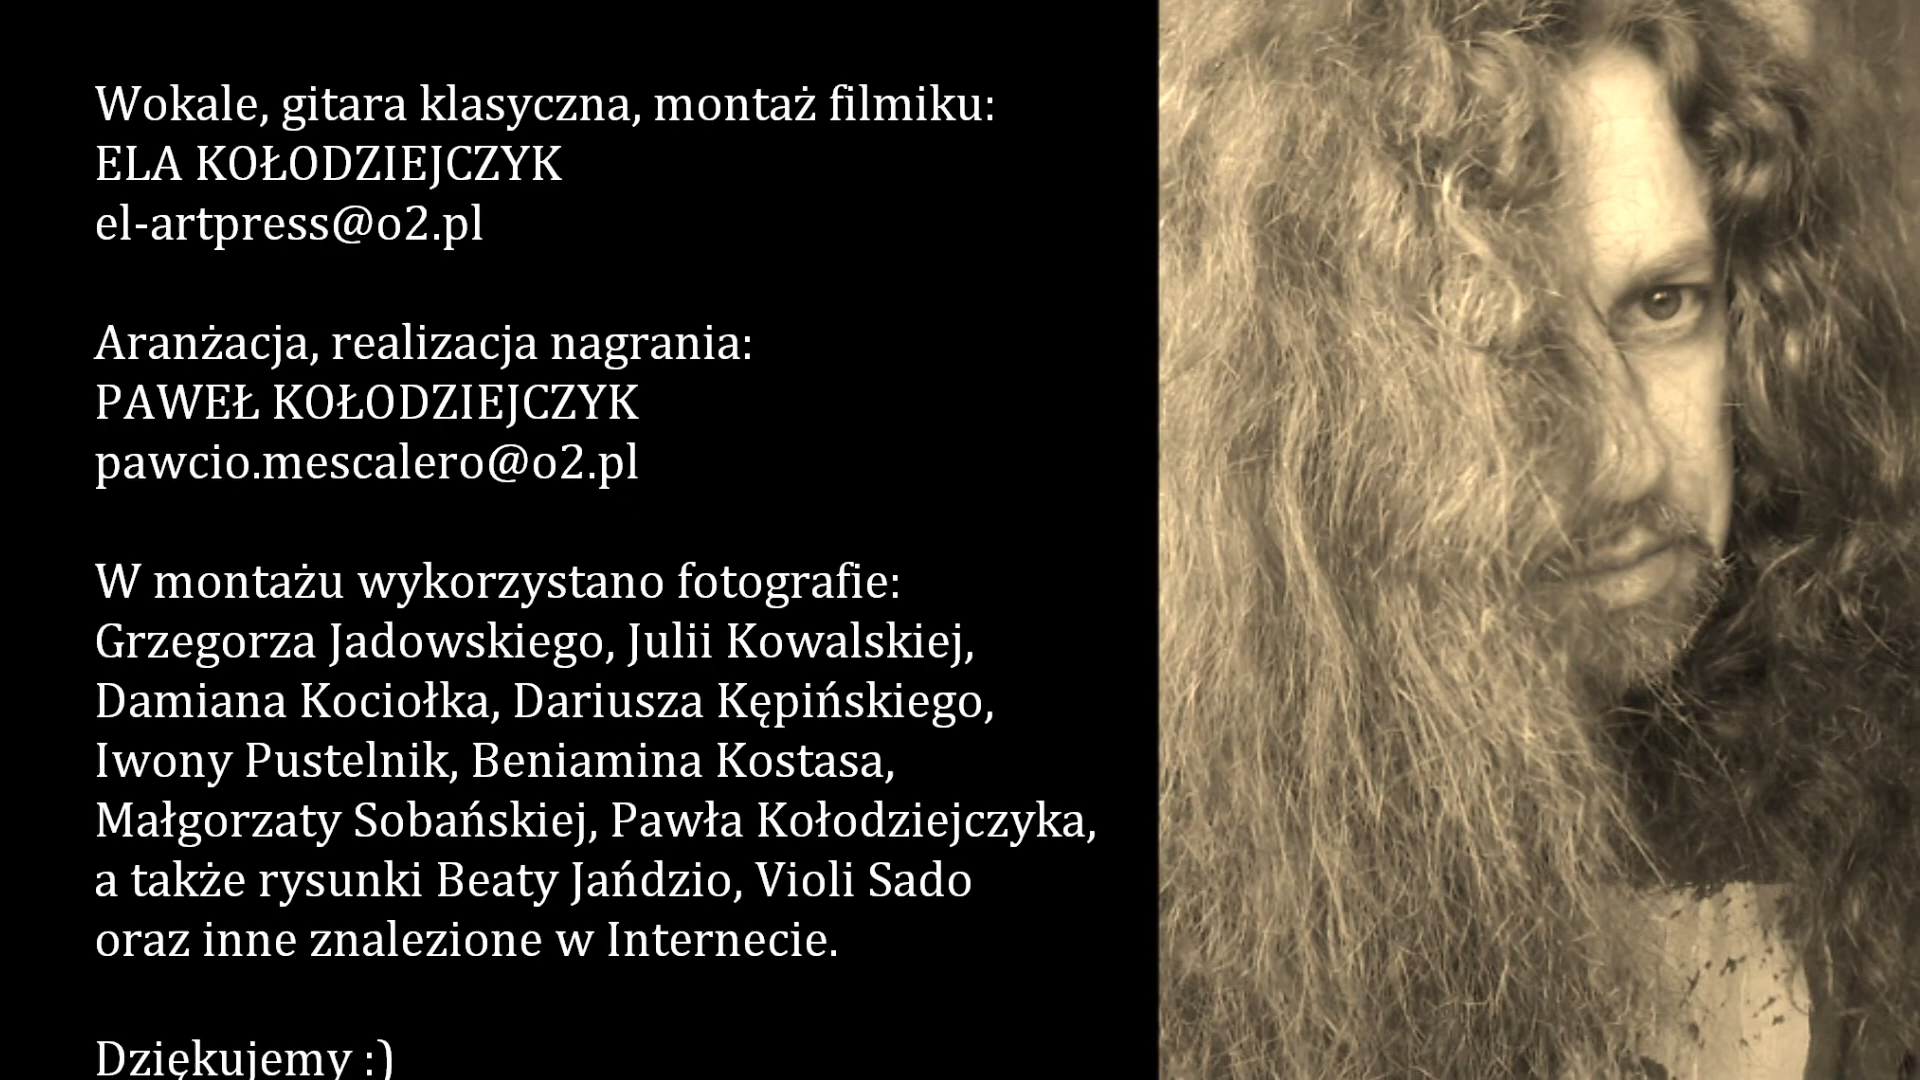 Wokale, gitara klasyczna, montaż filmiku:
ELA KOŁODZIEJCZYK
el-artpress@o2.pl
Aranżacja, realizacja nagrania:
PAWEŁ KOŁODZIEJCZYK
pawcio.mescalero@o2.pl
W montażu wykorzystano fotografie:
Grzegorza Jadowskiego, Julii Kowalskiej,
Damiana Kociołka, Dariusza Kępińskiego,
Iwony Pustelnik, Beniamina Kostasa,
Małgorzaty Sobańskiej, Pawła Kołodziejczyka,
a także rysunki Beaty Jańdzio, Violi Sado
oraz inne znalezione w Internecie.
Dziękujemy :)